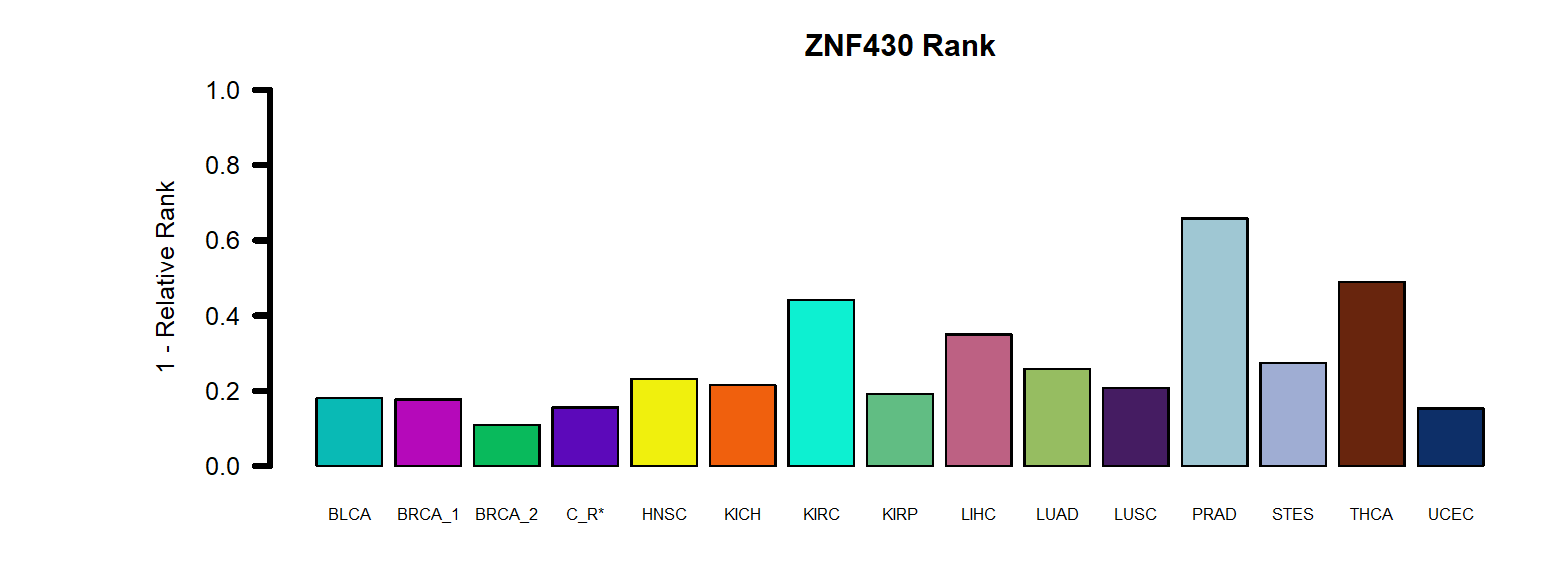 ZNF430 Rank
1 - Relative Rank
1.0
0.8
0.6
0.4
0.2
0.0
BLCA BRCA_1 BRCA_2 C_R* HNSC KICH KIRC KIRP LIHC LUAD LUSC PRAD STES THCA UCEC